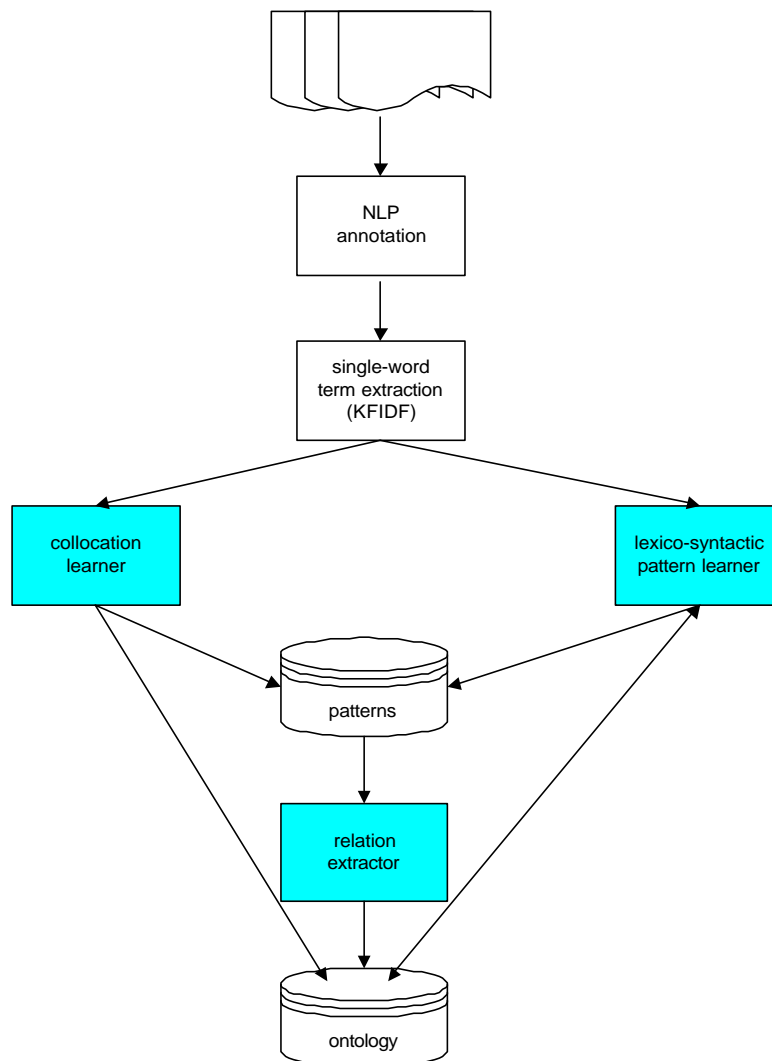 NLP
annotation
single-word
term extraction
(KFIDF)
collocation
learner
lexico-syntactic
pattern learner
patterns
relation
extractor
ontology